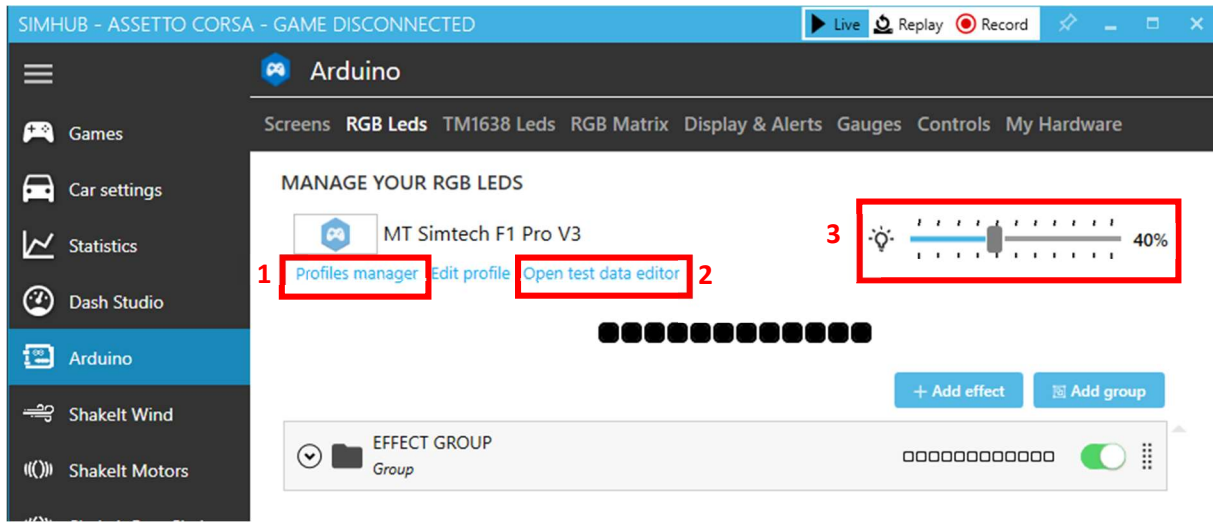 SIMHUB - ASSETTO CORSA - GAME DISCONNECTED
Live Replay Record
Arduino
Games
Car settings
Statistics
Dash Studio
Arduino
ShakeIt Wind
ShakeIt Motors
Screens RGB Leds TM1638 Leds RGB Matrix Display & Alerts Gauges Controls My Hardware
MANAGE YOUR RGB LEDS
MT Simtech F1 Pro V3
1 Profiles manager Edit profile Open test data editor 2
3 40%
+ Add effect Add group
EFFECT GROUP
Group